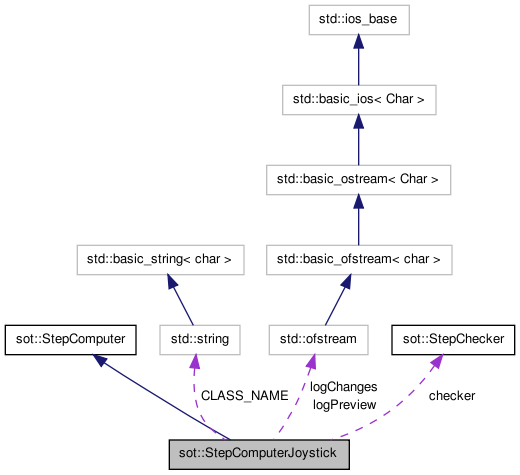 std::ios_base
std::basic_ios< Char >
std::basic_ostream< Char >
std::basic_string< char >
std::basic_ofstream< char >
sot::StepComputer
std::string
std::ofstream
sot::StepChecker
CLASS_NAME
logChanges
logPreview
checker
sot::StepComputerJoystick